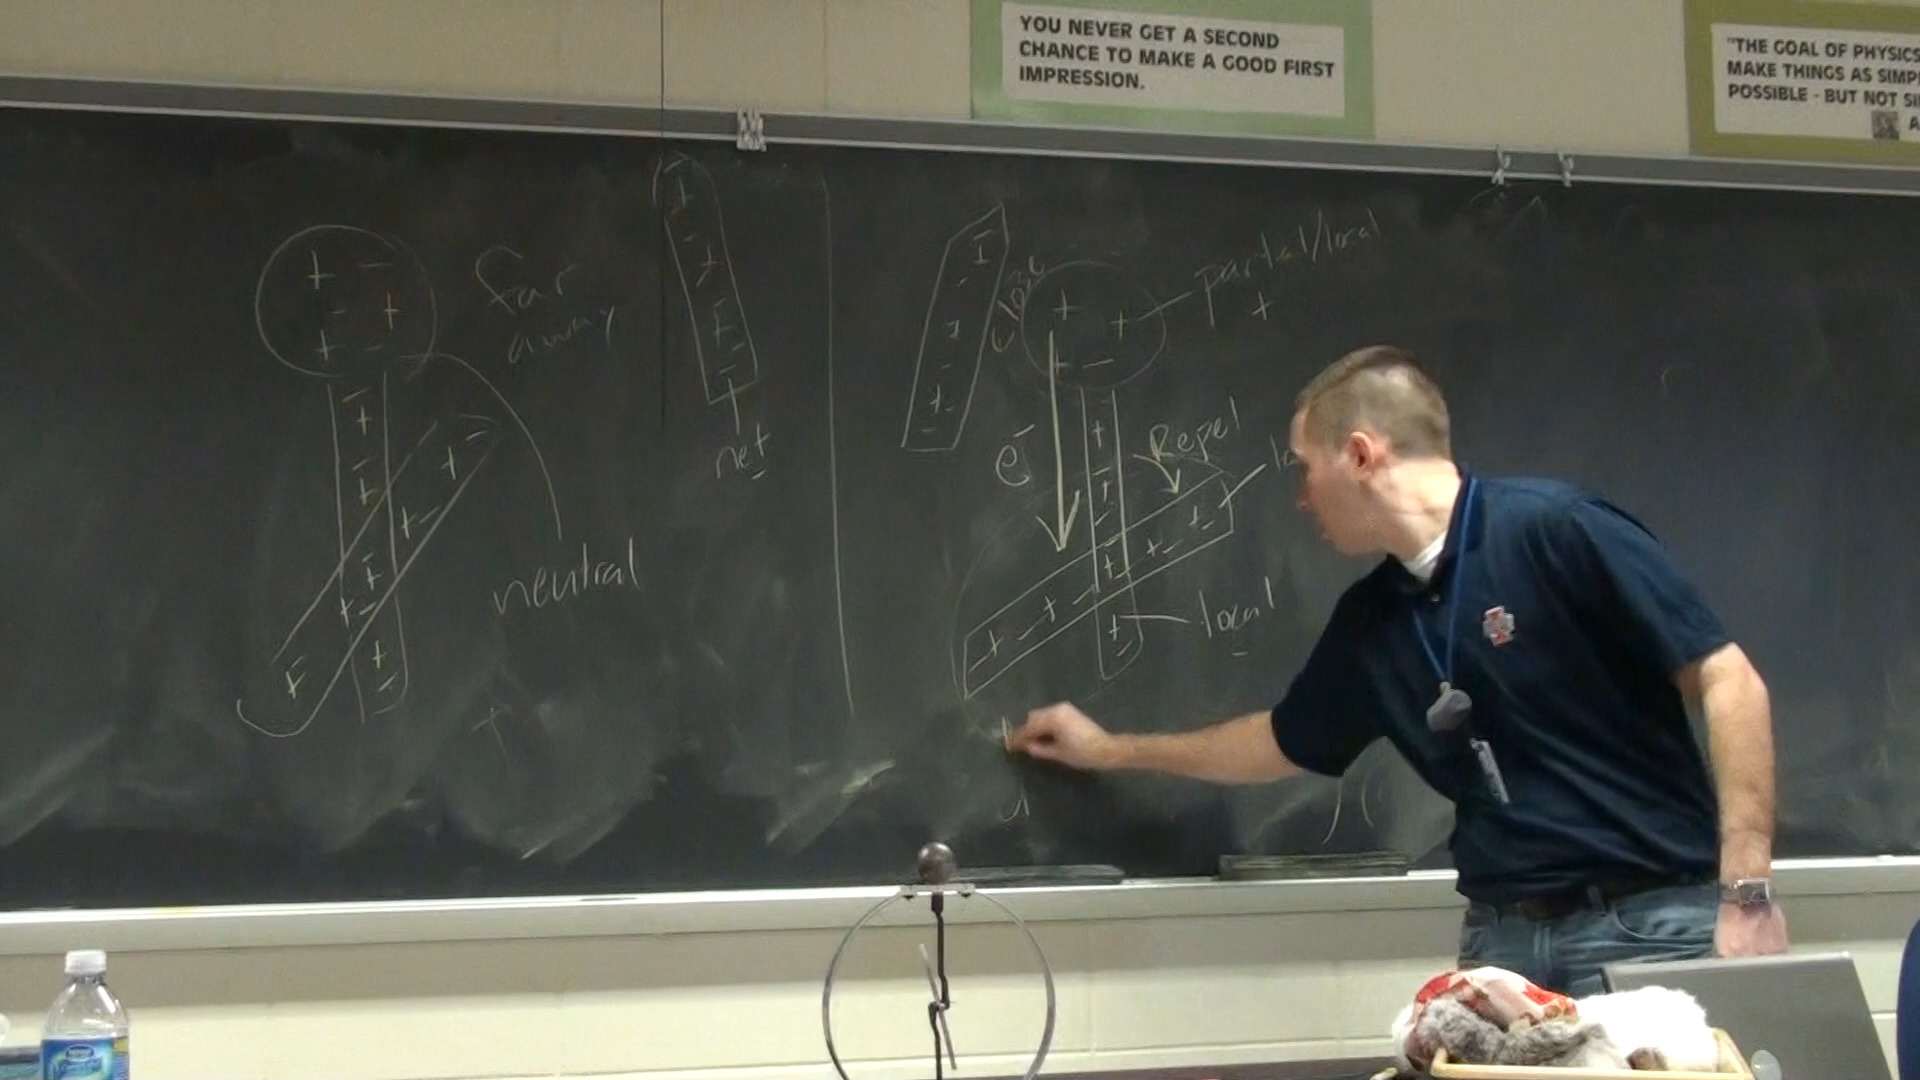 YOU NEVER GET A SECOND
CHANCE TO MAKE A GOOD FIRST
IMPRESSION.
"THE GOAL OF PHYSICS
MAKE THINGS AS SIMP
POSSIBLE - BUT NOT SI
A
far
away
neutral
net
-
close
partial/local
+
e-
Repel
lo
local
-